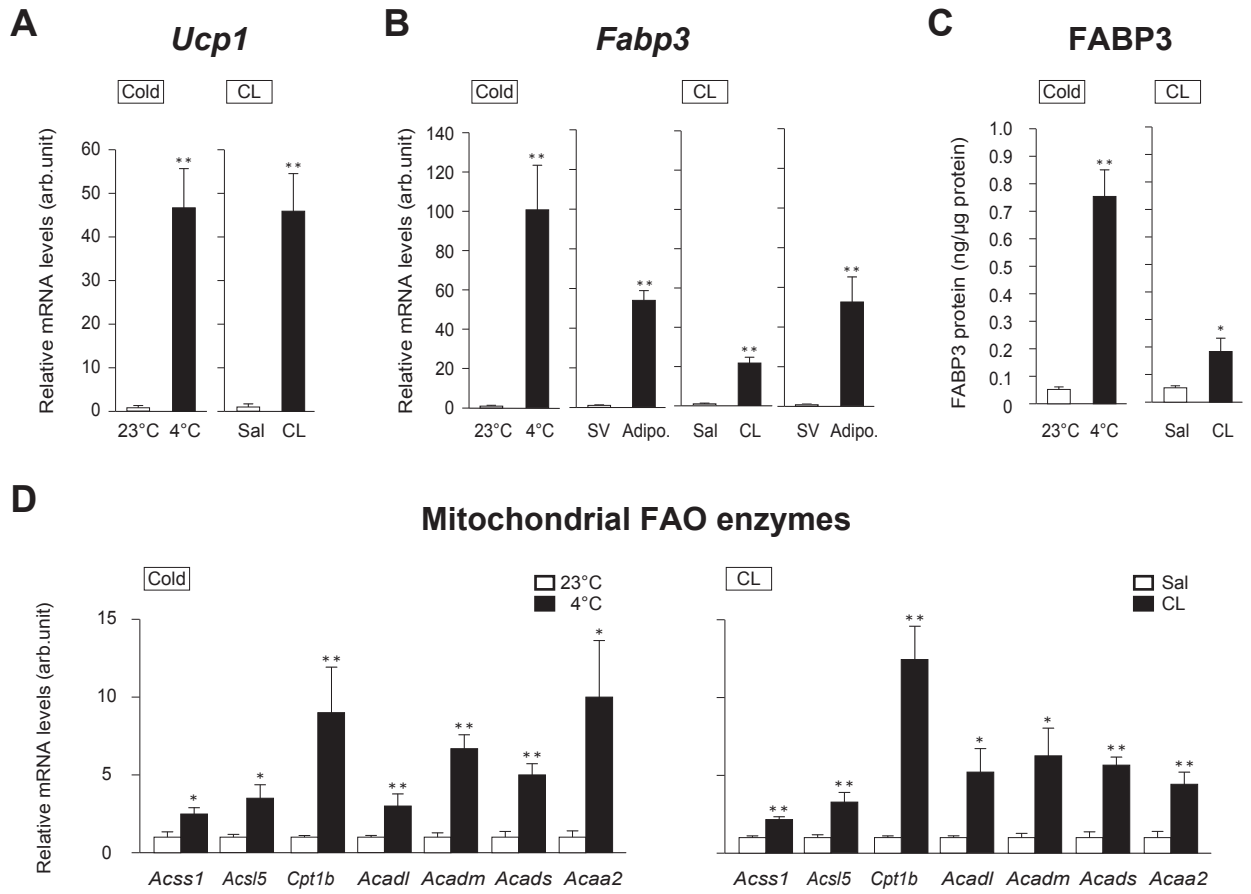 A
Ucp1
Cold
CL
Relative mRNA levels (arb.unit)
60
50
40
30
20
10
0
**
**
23°C 4°C
Sal CL
B
Fabp3
Cold
CL
Relative mRNA levels (arb.unit)
140
120
100
80
60
40
20
0
**
**
**
**
23°C 4°C
SV Adipo.
Sal CL
SV Adipo.
C
FABP3
Cold
CL
FABP3 protein (ng/μg protein)
1.0
0.9
0.8
0.7
0.6
0.5
0.4
0.3
0.2
0.1
0
**
*
23°C 4°C
Sal CL
D
Mitochondrial FAO enzymes
Cold
23°C
4°C
Relative mRNA levels (arb.unit)
15
10
5
0
* * ** ** ** ** *
Acss1 Acsl5 Cpt1b Acadl Acadm Acads Acaa2
CL
Sal
CL
** ** ** * * ** **
Acss1 Acsl5 Cpt1b Acadl Acadm Acads Acaa2